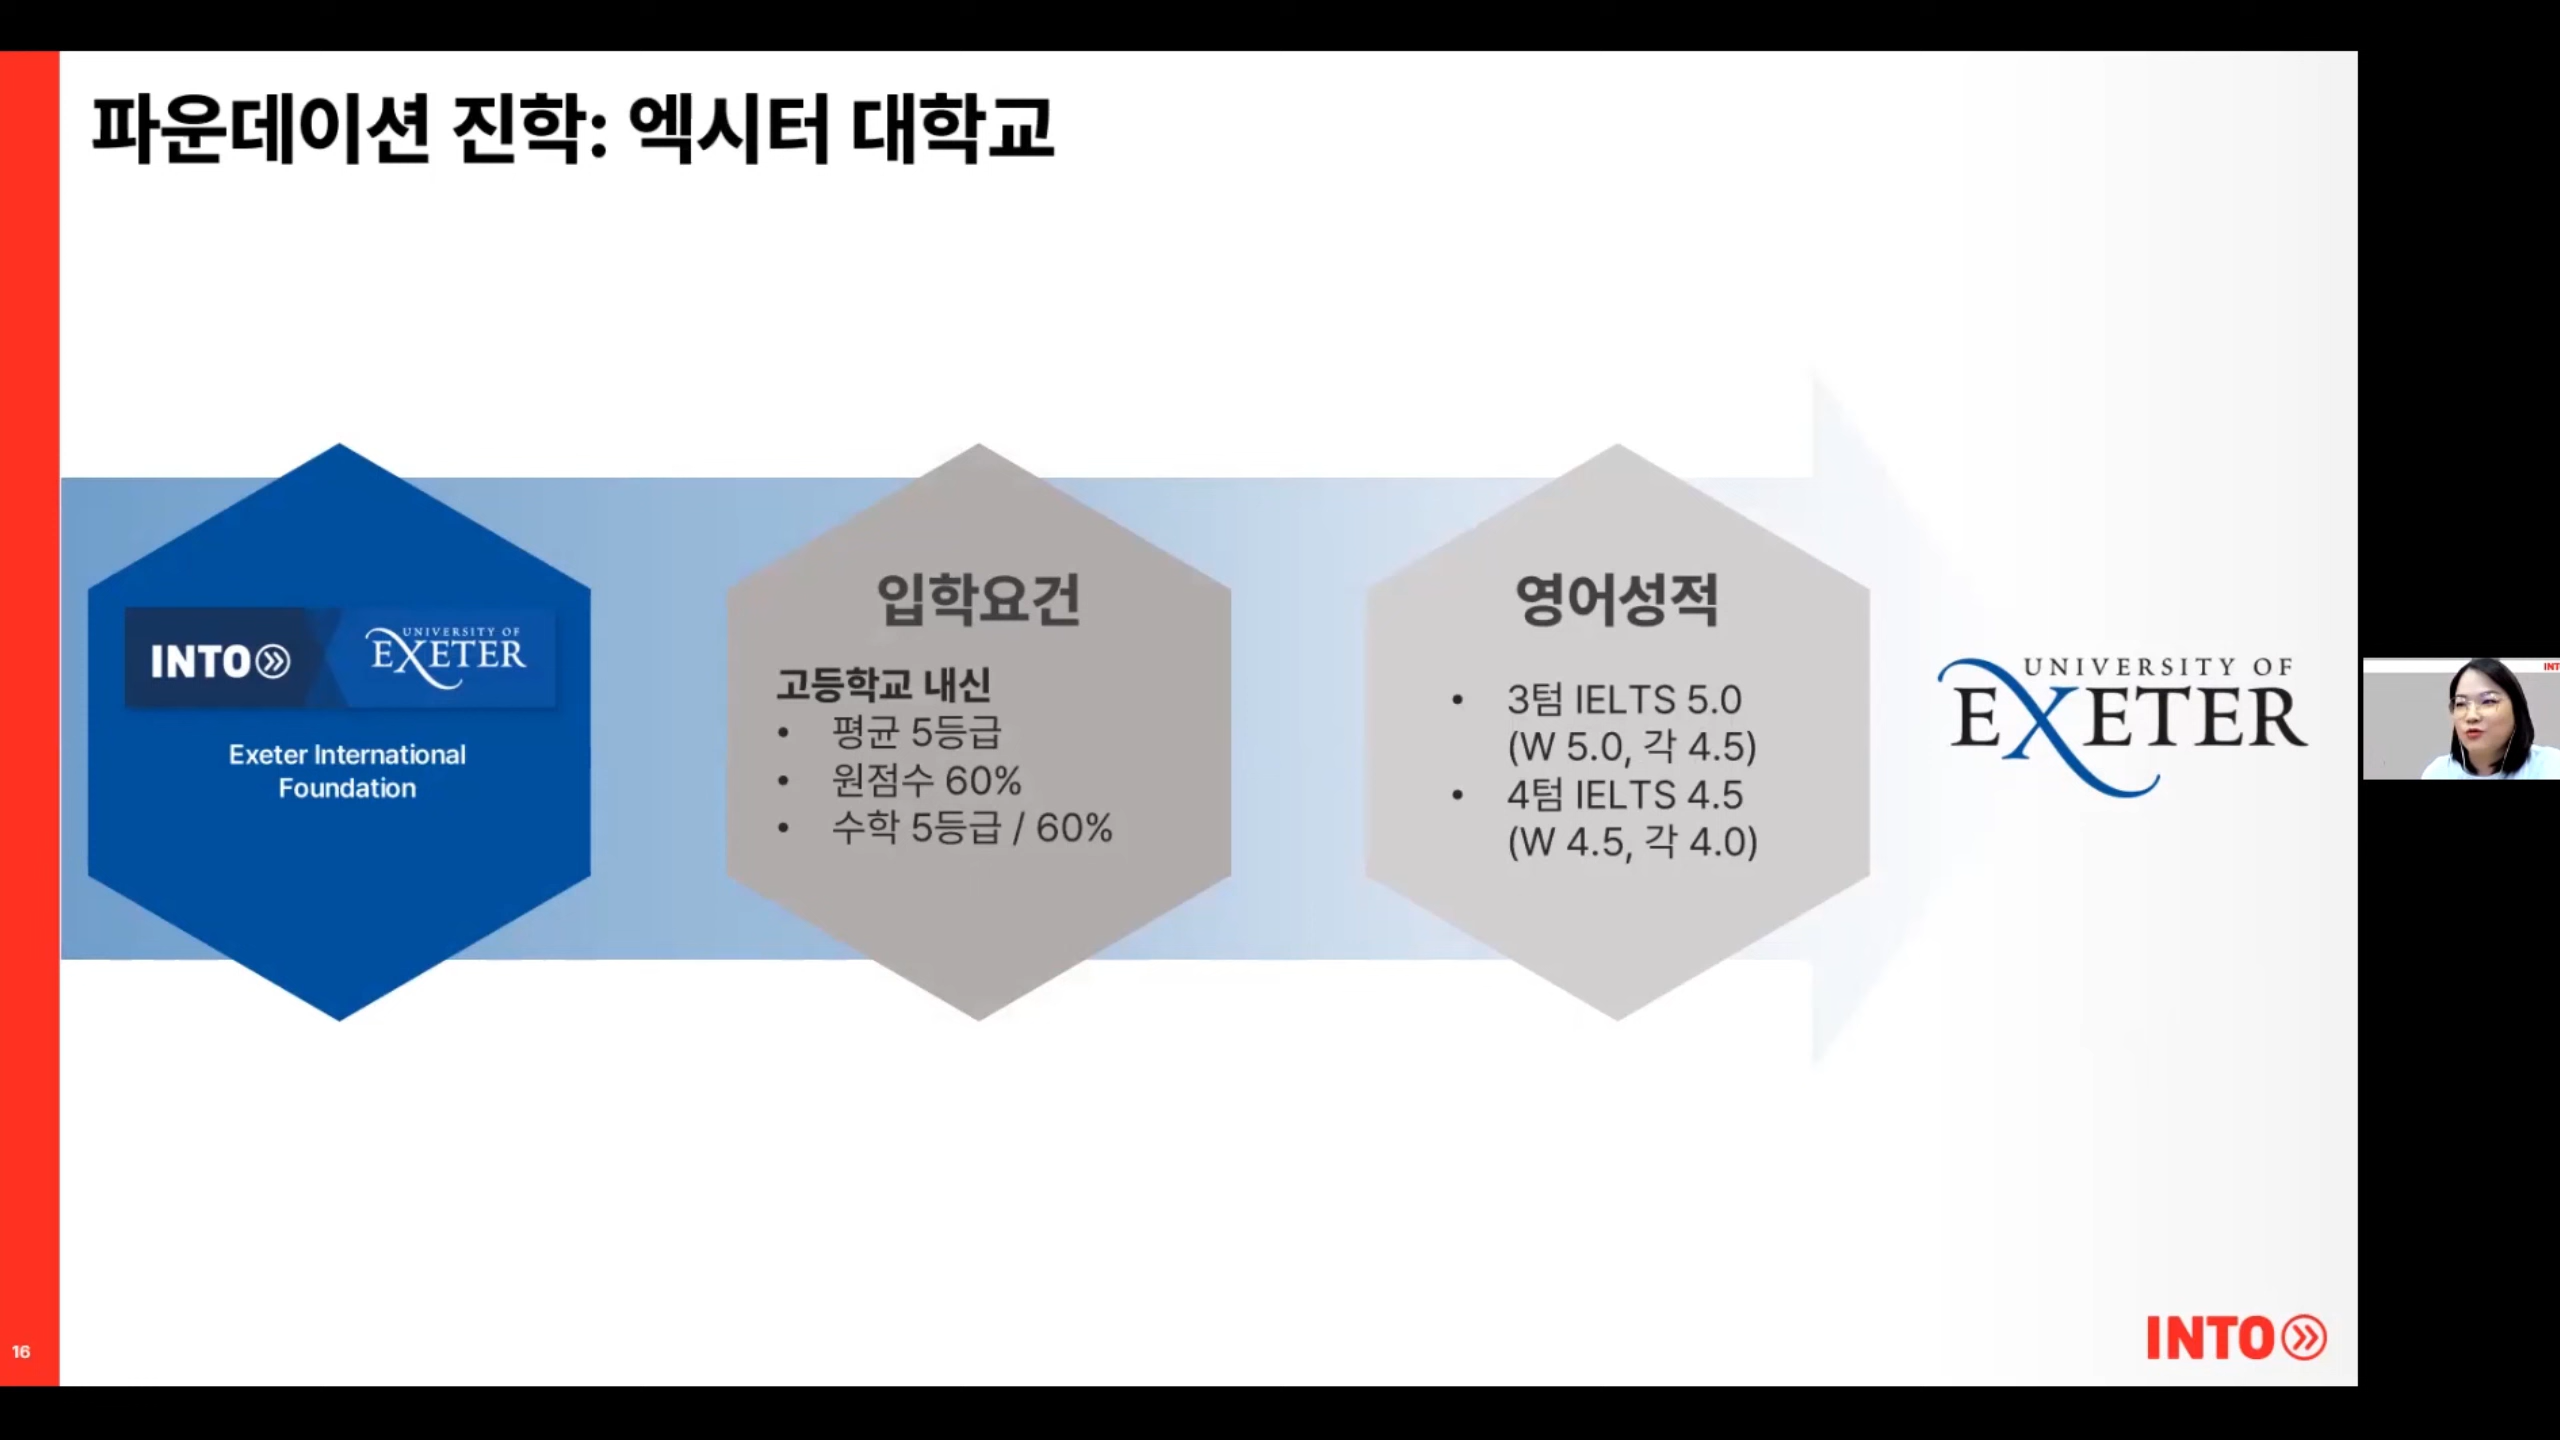 파운데이션 진학: 엑시터 대학교
INTO
UNIVERSITY OF
EXETER
Exeter International
Foundation
입학요건
고등학교 내신
• 평균 5등급
• 원점수 60%
• 수학 5등급 / 60%
영어성적
• 3텀 IELTS 5.0
(W 5.0, 각 4.5)
• 4텀 IELTS 4.5
(W 4.5, 각 4.0)
UNIVERSITY OF
EXETER
INT
16
INTO